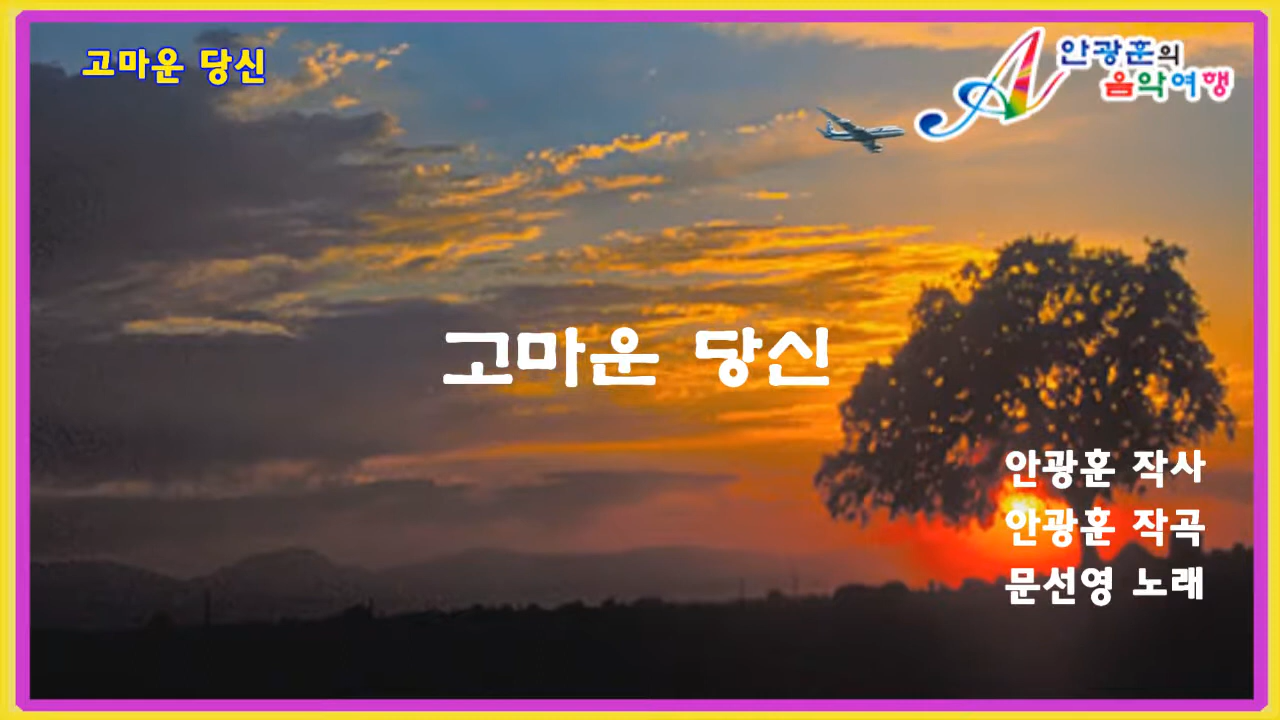 고마운 당신
안광훈의
음악여행
고마운 당신
안광훈 작사
안광훈 작곡
문선영 노래